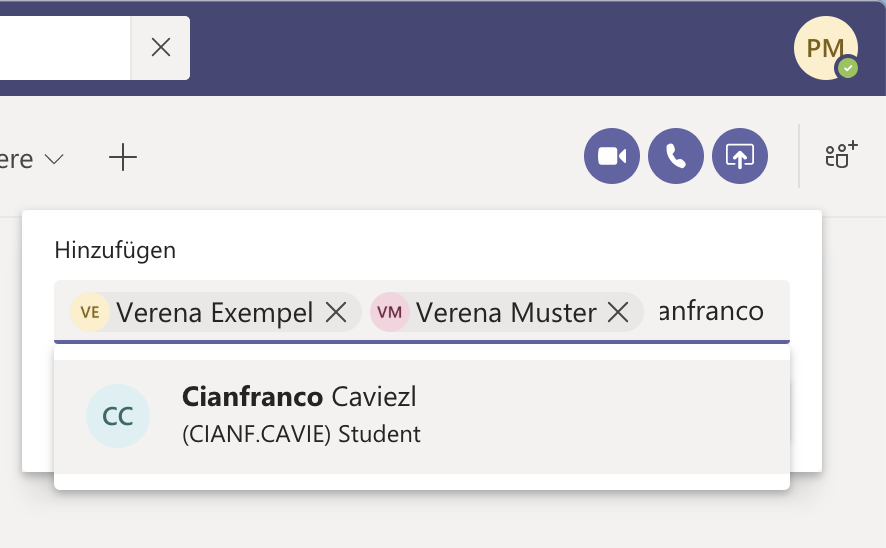 PM
ere
Hinzufügen
VE Verena Exempel VM Verena Muster anfranco
CC
Cianfranco Caviezl
(CIANF.CAVIE) Student